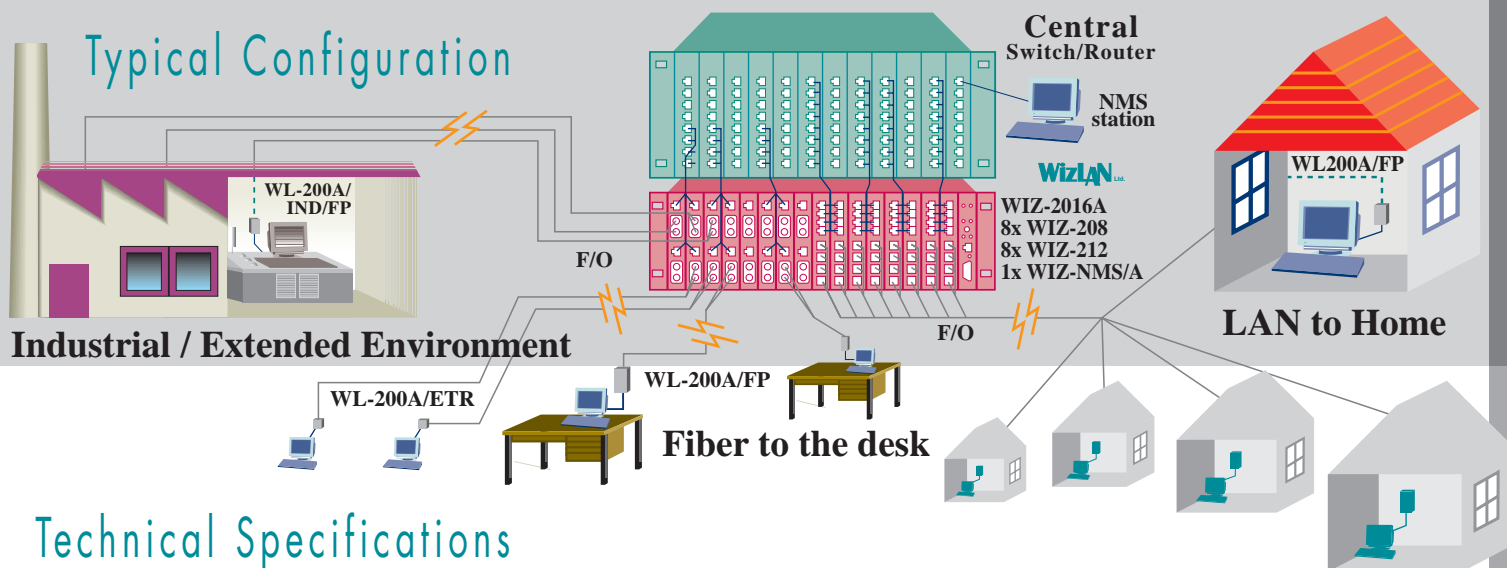 Typical Configuration
Central
Switch/Router
NMS
station
WizLAN Ltd.
WL-200A/
IND/FP
WL200A/FP
WIZ-2016A
8x WIZ-208
8x WIZ-212
1x WIZ-NMS/A
F/O
F/O
Industrial / Extended Environment
LAN to Home
WL-200A/ETR
WL-200A/FP
Fiber to the desk
Technical Specifications